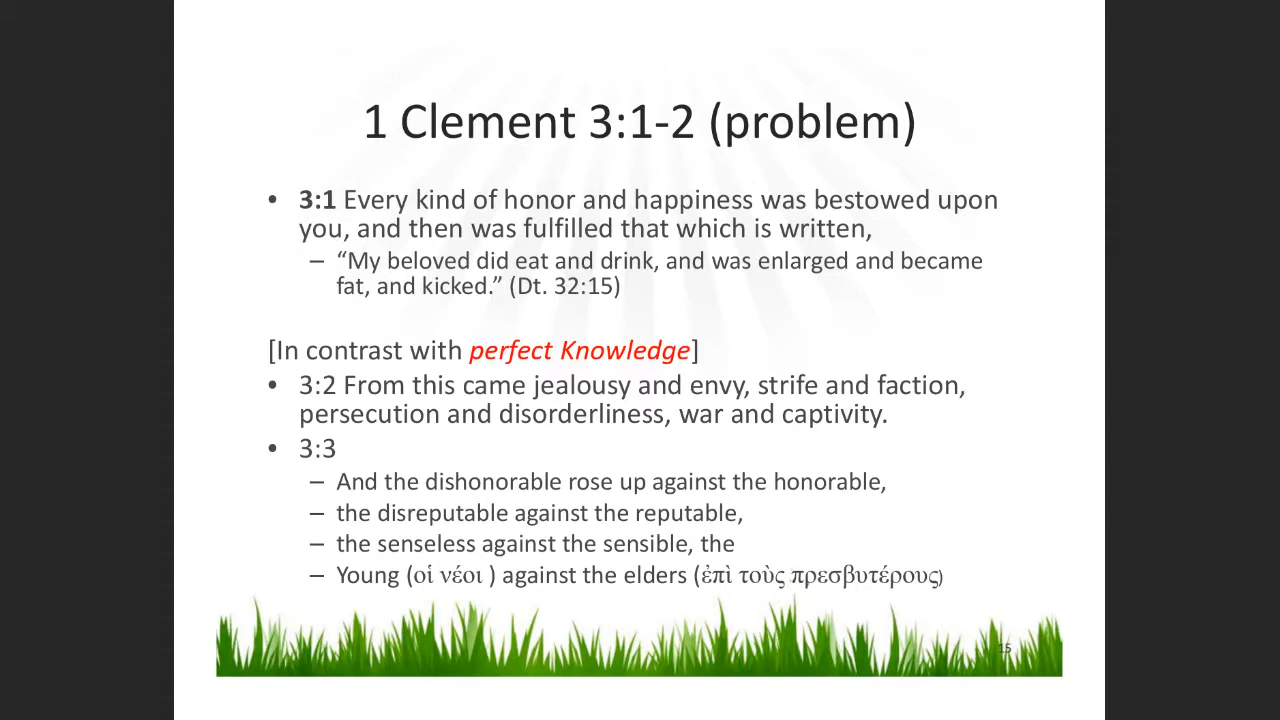 1 Clement 3:1-2 (problem)
• 3:1 Every kind of honor and happiness was bestowed upon
you, and then was fulfilled that which is written,
– “My beloved did eat and drink, and was enlarged and became
fat, and kicked.” (Dt. 32:15)
[In contrast with perfect Knowledge]
• 3:2 From this came jealousy and envy, strife and faction,
persecution and disorderliness, war and captivity.
• 3:3
– And the dishonorable rose up against the honorable,
– the disreputable against the reputable,
– the senseless against the sensible, the
– Young (οἱ νέοι ) against the elders (ἐπὶ τοὺς πρεσβυτέρους)
15